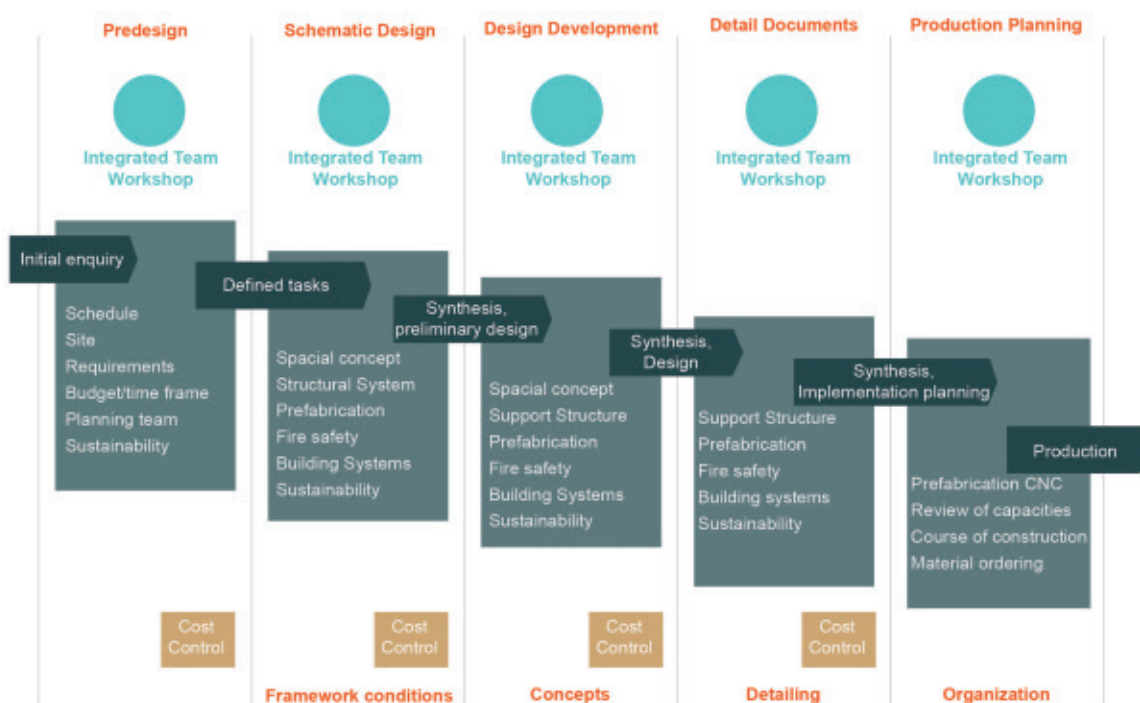 Predesign
Schematic Design
Design Development
Detail Documents
Production Planning
Integrated Team
Workshop
Integrated Team
Workshop
Integrated Team
Workshop
Integrated Team
Workshop
Integrated Team
Workshop
Initial enquiry
Schedule
Site
Requirements
Budget/time frame
Planning team
Sustainability
Defined tasks
Spacial concept
Structural System
Prefabrication
Fire safety
Building Systems
Sustainability
Synthesis,
preliminary design
Spacial concept
Support Structure
Prefabrication
Fire safety
Building Systems
Sustainability
Synthesis,
Design
Support Structure
Prefabrication
Fire safety
Building systems
Sustainability
Synthesis,
Implementation planning
Production
Prefabrication CNC
Review of capacities
Course of construction
Material ordering
Cost
Control
Cost
Control
Cost
Control
Cost
Control
Framework conditions
Concepts
Detailing
Organization